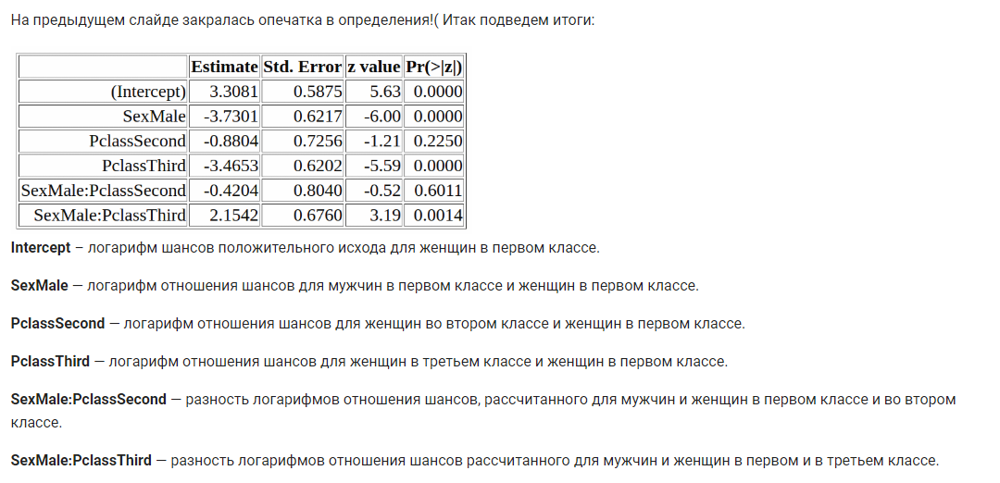 На предыдущем слайде закралась опечатка в определения!( Итак подведем итоги:
Estimate Std. Error z value Pr(>|z|)
(Intercept) 3.3081 0.5875 5.63 0.0000
SexMale -3.7301 0.6217 -6.00 0.0000
PclassSecond -0.8804 0.7256 -1.21 0.2250
PclassThird -3.4653 0.6202 -5.59 0.0000
SexMale:PclassSecond -0.4204 0.8040 -0.52 0.6011
SexMale:PclassThird 2.1542 0.6760 3.19 0.0014
Intercept – логарифм шансов положительного исхода для женщин в первом классе.
SexMale — логарифм отношения шансов для мужчин в первом классе и женщин в первом классе.
PclassSecond — логарифм отношения шансов для женщин во втором классе и женщин в первом классе.
PclassThird — логарифм отношения шансов для женщин в третьем классе и женщин в первом классе.
SexMale:PclassSecond — разность логарифмов отношения шансов, рассчитанного для мужчин и женщин в первом классе и во втором
классе.
SexMale:PclassThird — разность логарифмов отношения шансов рассчитанного для мужчин и женщин в первом и в третьем классе.